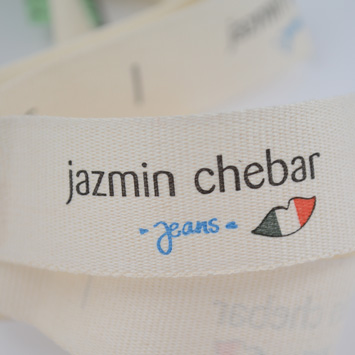 jazmin chebar
- jeans -